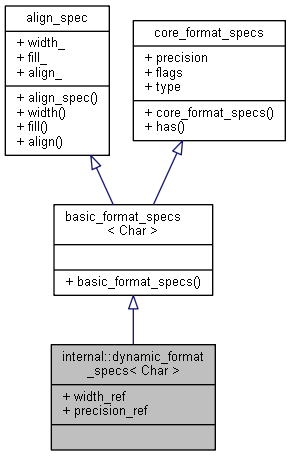 align_spec
+ width_
+ fill_
+ align_
+ align_spec()
+ width()
+ fill()
+ align()
core_format_specs
+ precision
+ flags
+ type
+ core_format_specs()
+ has()
basic_format_specs
< Char >
+ basic_format_specs()
internal::dynamic_format
_specs< Char >
+ width_ref
+ precision_ref